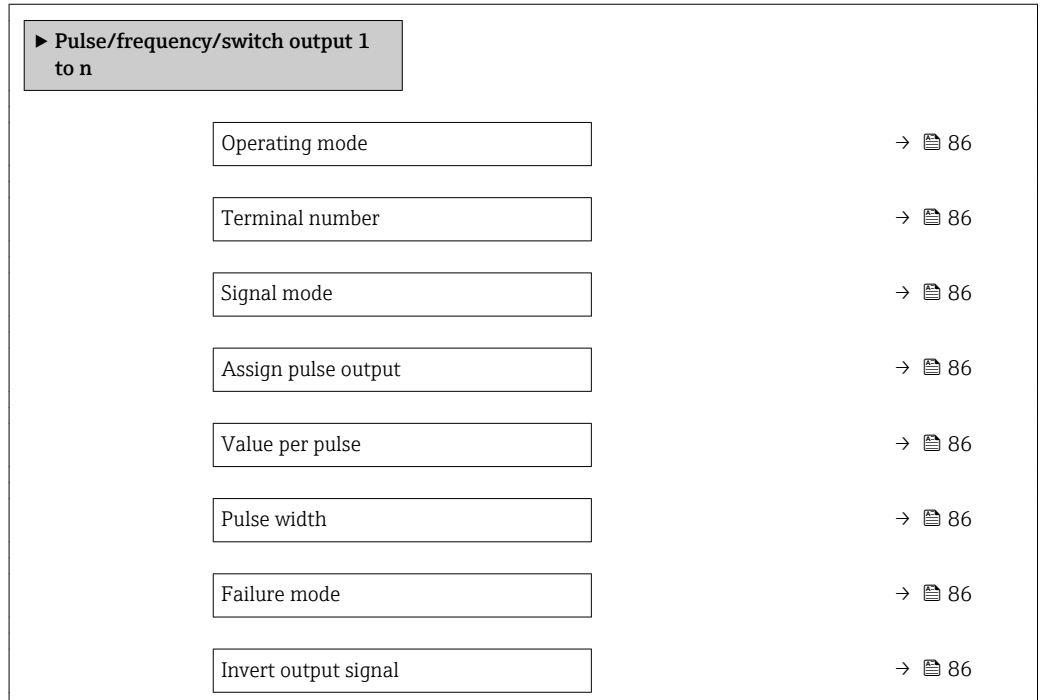 ▶ Pulse/frequency/switch output 1
to n
Operating mode → 86
Terminal number → 86
Signal mode → 86
Assign pulse output → 86
Value per pulse → 86
Pulse width → 86
Failure mode → 86
Invert output signal → 86